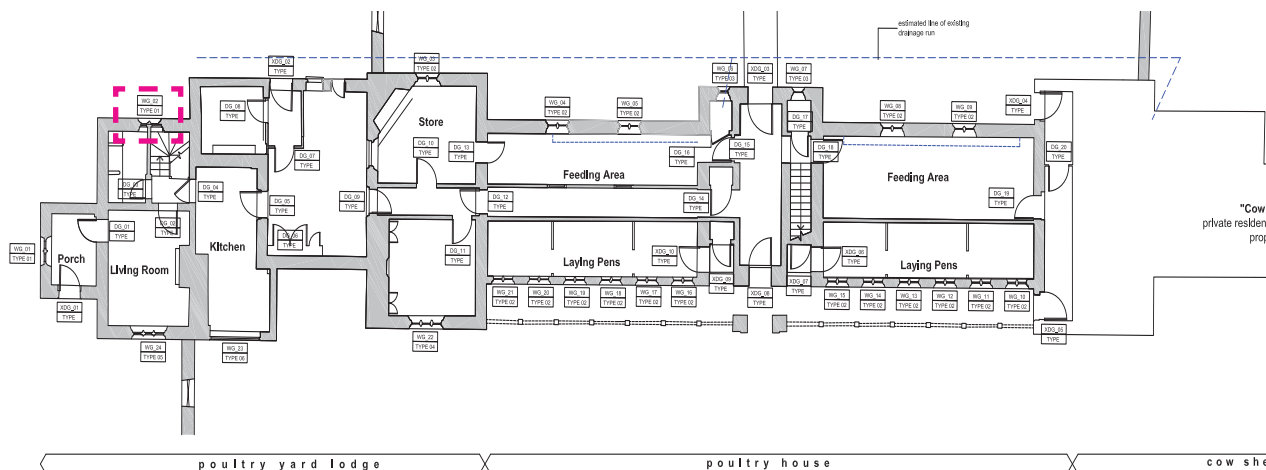 estimated line of existing
drainage run
WG_03
TYPE 02
XDG_02
TYPE
WG_06
TYPE 03
XDG_03
TYPE
WG_07
TYPE 03
WG_02
TYPE 01
DG_08
TYPE
WG_04
TYPE 02
WG_05
TYPE 02
WG_08
TYPE 02
WG_09
TYPE 02
XDG_04
TYPE
DG_17
TYPE
Store
DG_10
TYPE
DG_13
TYPE
DG_16
TYPE
DG_15
TYPE
DG_18
TYPE
DG_20
TYPE
DG_07
TYPE
Feeding Area
Feeding Area
DG_03
TYPE
DG_04
TYPE
DG_05
TYPE
DG_09
TYPE
DG_12
TYPE
DG_14
TYPE
DG_19
TYPE
"Cow
private residen
prop
DG_01
TYPE
DG_02
TYPE
DG_06
TYPE
Kitchen
WG_01
TYPE 01
Porch
Living Room
DG_11
TYPE
Laying Pens
XDG_10
TYPE
XDG_09
TYPE
XDG_06
TYPE
XDG_07
TYPE
Laying Pens
XDG_01
TYPE
WG_21
TYPE 02
WG_20
TYPE 02
WG_19
TYPE 02
WG_18
TYPE 02
WG_17
TYPE 02
WG_16
TYPE 02
XDG_08
TYPE
WG_15
TYPE 02
WG_14
TYPE 02
WG_13
TYPE 02
WG_12
TYPE 02
WG_11
TYPE 02
WG_10
TYPE 02
XDG_05
TYPE
WG_24
TYPE 05
WG_23
TYPE 06
WG_22
TYPE 04
poultry yard lodge
poultry house
cow she